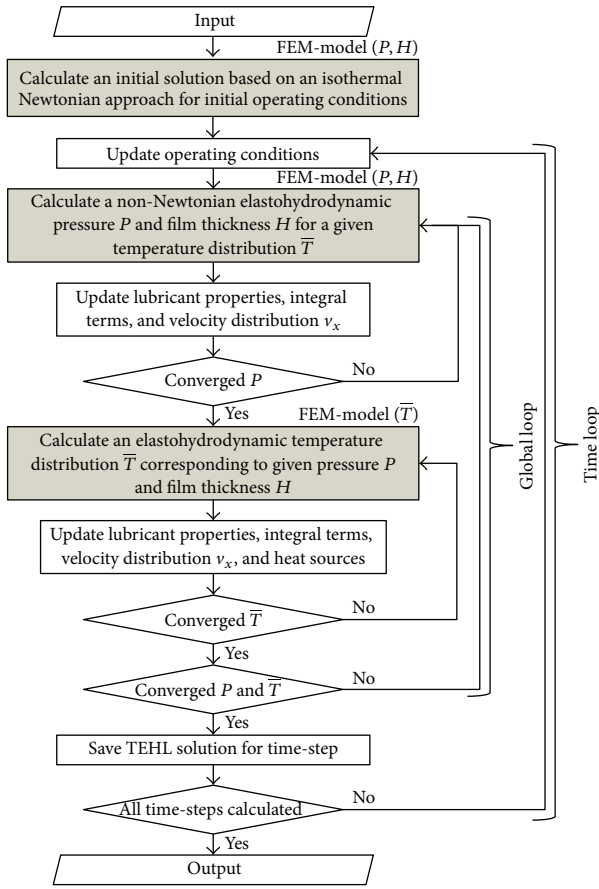 Input
FEM-model (P, H)
Calculate an initial solution based on an isothermal
Newtonian approach for initial operating conditions
Update operating conditions
FEM-model (P, H)
Calculate a non-Newtonian elastohydrodynamic
pressure P and film thickness H for a given
temperature distribution T̅
Update lubricant properties, integral
terms, and velocity distribution vₓ
Converged P
No
Yes
FEM-model (T̅)
Calculate an elastohydrodynamic temperature
distribution T̅ corresponding to given pressure P
and film thickness H
Update lubricant properties, integral terms,
velocity distribution vₓ, and heat sources
Converged T̅
No
Yes
Converged P and T̅
No
Yes
Save TEHL solution for time-step
All time-steps calculated
No
Yes
Output
Global loop
Time loop